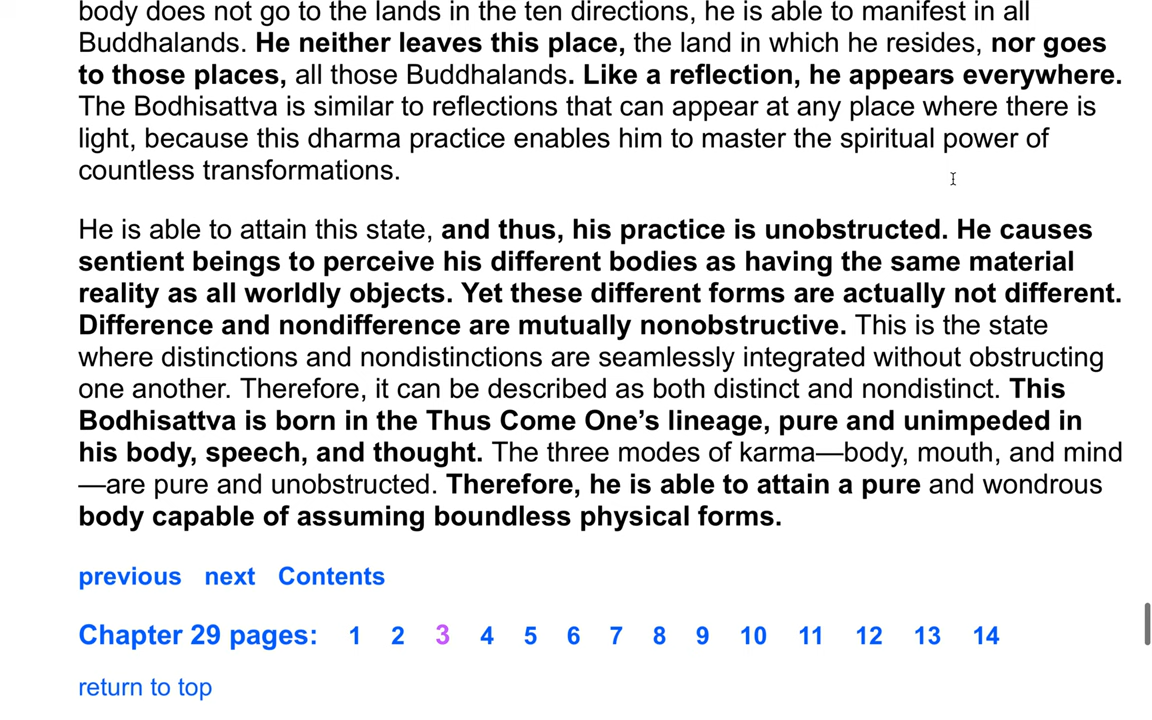 body does not go to the lands in the ten directions, he is able to manifest in all
Buddhalands. He neither leaves this place, the land in which he resides, nor goes
to those places, all those Buddhalands. Like a reflection, he appears everywhere.
The Bodhisattva is similar to reflections that can appear at any place where there is
light, because this dharma practice enables him to master the spiritual power of
countless transformations.
He is able to attain this state, and thus, his practice is unobstructed. He causes
sentient beings to perceive his different bodies as having the same material
reality as all worldly objects. Yet these different forms are actually not different.
Difference and nondifference are mutually nonobstructive. This is the state
where distinctions and nondistinctions are seamlessly integrated without obstructing
one another. Therefore, it can be described as both distinct and nondistinct. This
Bodhisattva is born in the Thus Come One’s lineage, pure and unimpeded in
his body, speech, and thought. The three modes of karma—body, mouth, and mind
—are pure and unobstructed. Therefore, he is able to attain a pure and wondrous
body capable of assuming boundless physical forms.
previous next Contents
Chapter 29 pages: 1 2 3 4 5 6 7 8 9 10 11 12 13 14
return to top